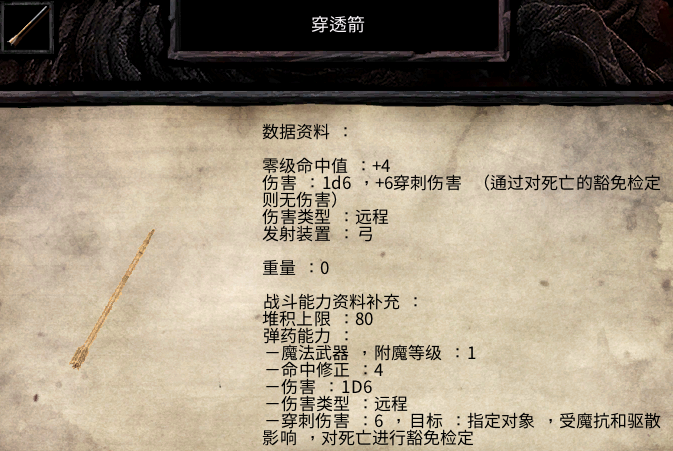 穿透箭
数据资料 ：
零级命中值 ：+4
伤害 ：1d6 ，+6穿刺伤害 （通过对死亡的豁免检定
则无伤害）
伤害类型 ：远程
发射装置 ：弓
重量 ：0
战斗能力资料补充 ：
堆积上限 ：80
弹药能力 ：
－魔法武器 ，附魔等级 ：1
－命中修正 ：4
－伤害 ：1D6
－伤害类型 ：远程
－穿刺伤害 ：6 ，目标 ：指定对象 ，受魔抗和驱散
影响 ，对死亡进行豁免检定